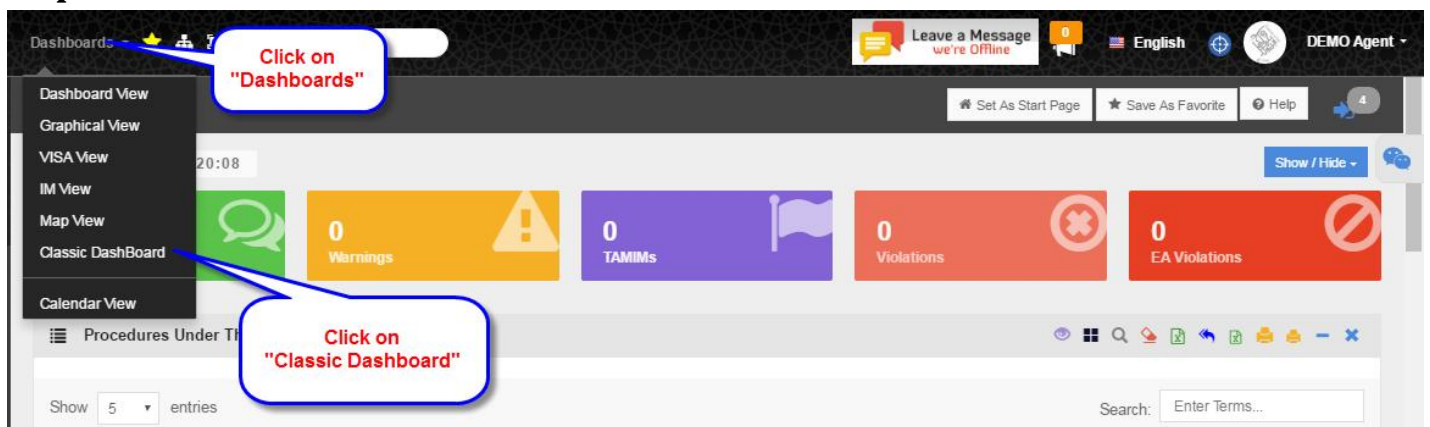 Dashboards
Leave a Message
we're Offline
0
English
DEMO Agent
Click on
"Dashboards"
Dashboard View
Graphical View
VISA View
IM View
Map View
Classic DashBoard
Calendar View
Set As Start Page
Save As Favorite
Help
4
20:08
Show / Hide
0
Warnings
0
TAMIMs
0
Violations
0
EA Violations
Click on
"Classic Dashboard"
Procedures Under
Show 5 entries
Search: Enter Terms...